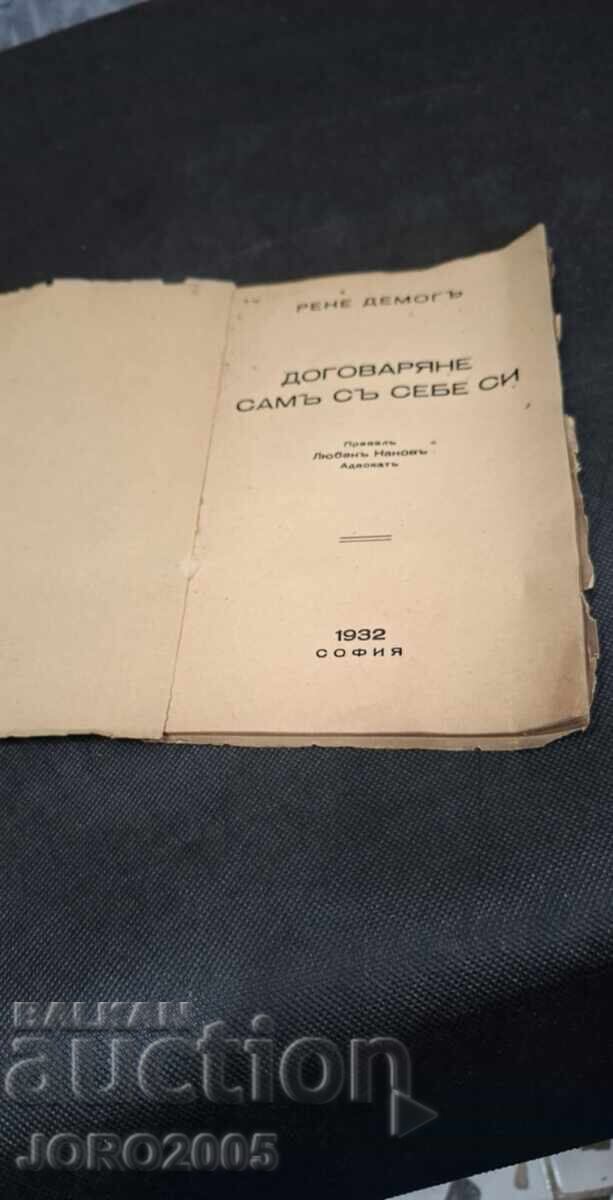 РЕНЕ ДЕМОГЪ
ДОГОВАРЯНЕ
САМЪ СЪ СЕБЕ СИ
Превелъ
Любенъ Нановъ
Адвокатъ
1932
СОФИЯ
BALKAN
auction
JORO2005